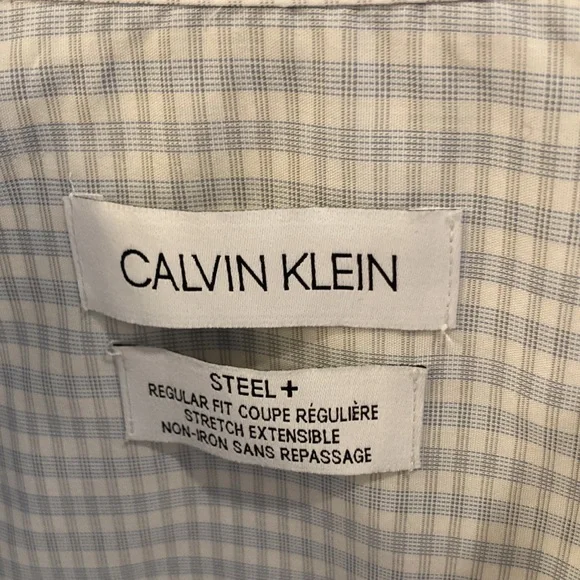 CALVIN KLEIN
STEEL+
REGULAR FIT COUPE RÉGULIÈRE
STRETCH EXTENSIBLE
NON-IRON SANS REPASSAGE